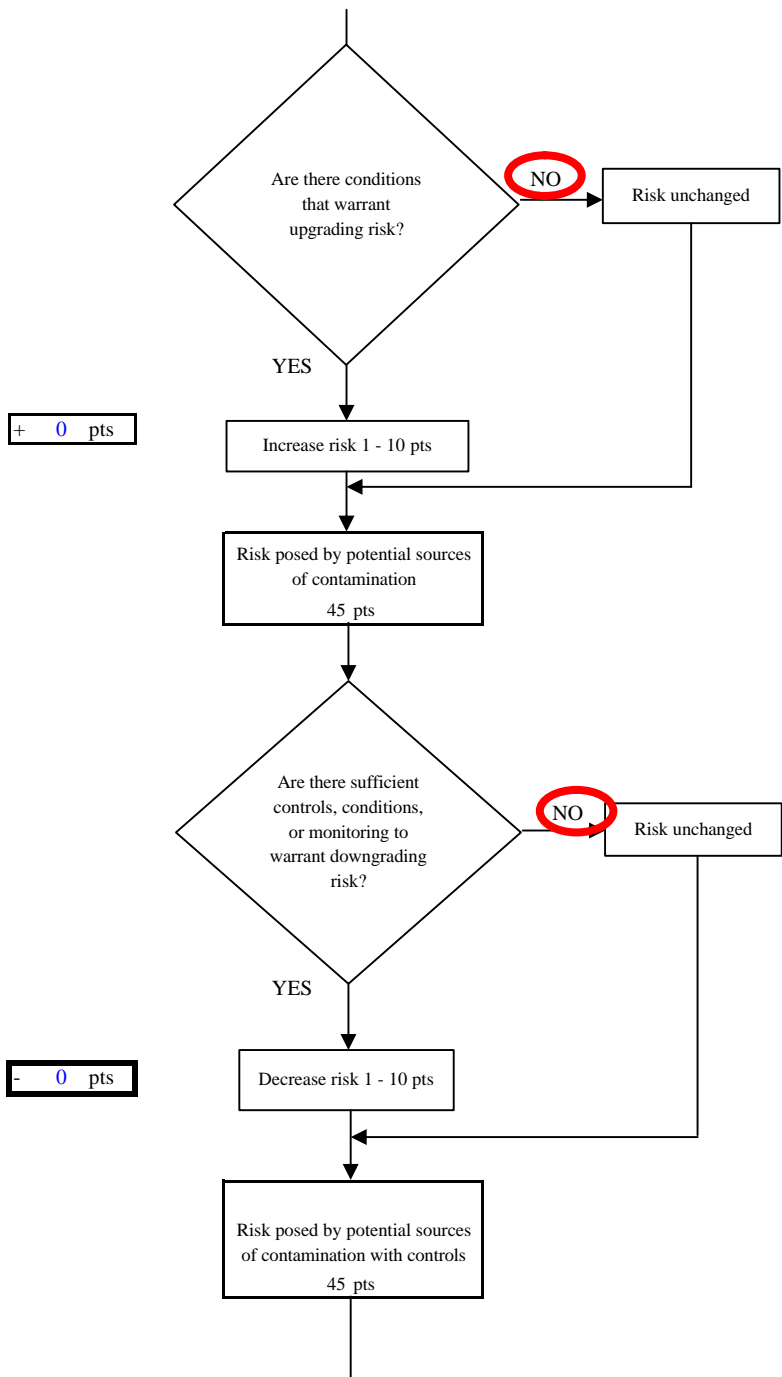 Are there conditions
that warrant
upgrading risk?
NO
Risk unchanged
YES
+ 0 pts
Increase risk 1 - 10 pts
Risk posed by potential sources
of contamination
45 pts
Are there sufficient
controls, conditions,
or monitoring to
warrant downgrading
risk?
NO
Risk unchanged
YES
- 0 pts
Decrease risk 1 - 10 pts
Risk posed by potential sources
of contamination with controls
45 pts